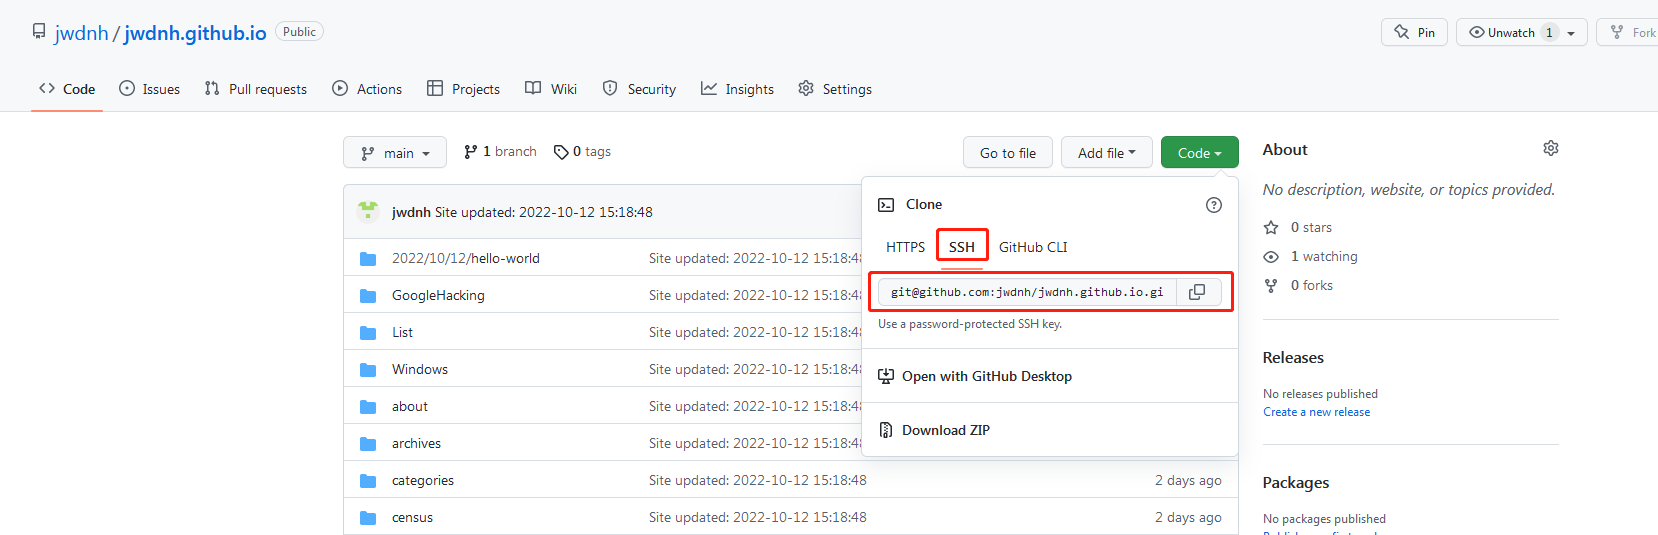 jwdnh / jwdnh.github.io Public
Pin
Unwatch 1
Fork
Code Issues Pull requests Actions Projects Wiki Security Insights Settings
main 1 branch 0 tags Go to file Add file Code
jwdnh Site updated: 2022-10-12 15:18:48
2022/10/12/hello-world Site updated: 2022-10-12 15:18:48
GoogleHacking Site updated: 2022-10-12 15:18:48
List Site updated: 2022-10-12 15:18:48
Windows Site updated: 2022-10-12 15:18:48
about Site updated: 2022-10-12 15:18:48
archives Site updated: 2022-10-12 15:18:48
categories Site updated: 2022-10-12 15:18:48 2 days ago
census Site updated: 2022-10-12 15:18:48 2 days ago
Clone
HTTPS SSH GitHub CLI
git@github.com:jwdnh/jwdnh.github.io.gi
Use a password-protected SSH key.
Open with GitHub Desktop
Download ZIP
About
No description, website, or topics provided.
0 stars
1 watching
0 forks
Releases
No releases published
Create a new release
Packages
No packages published